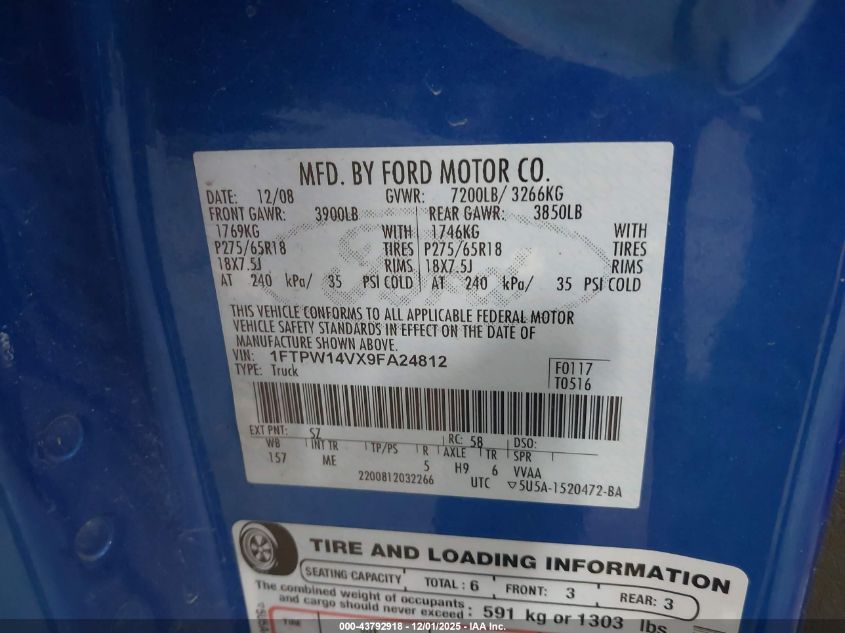 MFD. BY FORD MOTOR CO.
DATE: 12/08 GVWR: 7200LB/ 3266KG
FRONT GAWR: 3900LB REAR GAWR: 3850LB
1769KG WITH 1746KG WITH
P275/65R18 TIRES P275/65R18 TIRES
18X7.5J RIMS 18X7.5J RIMS
AT 240 kPa/ 35 PSI COLD AT 240 kPa/ 35 PSI COLD
THIS VEHICLE CONFORMS TO ALL APPLICABLE FEDERAL MOTOR
VEHICLE SAFETY STANDARDS IN EFFECT ON THE DATE OF
MANUFACTURE SHOWN ABOVE.
VIN: 1FTPW14VX9FA24812
TYPE: Truck
F0117
T0516
EXT PNT: SZ RC: 58 DSO:
WB INT TR TP/PS R AXLE TR SPR
157 ME 5 H9 6 VVAA
2200812032266 UTC ▽5U5A-1520472-BA
TIRE AND LOADING INFORMATION
SEATING CAPACITY TOTAL : 6 FRONT: 3 REAR: 3
The combined weight of occupants
and cargo should never exceed : 591 kg or 1303 lbs
TIRE
000-43792918 - 12/01/2025 - IAA, Inc.